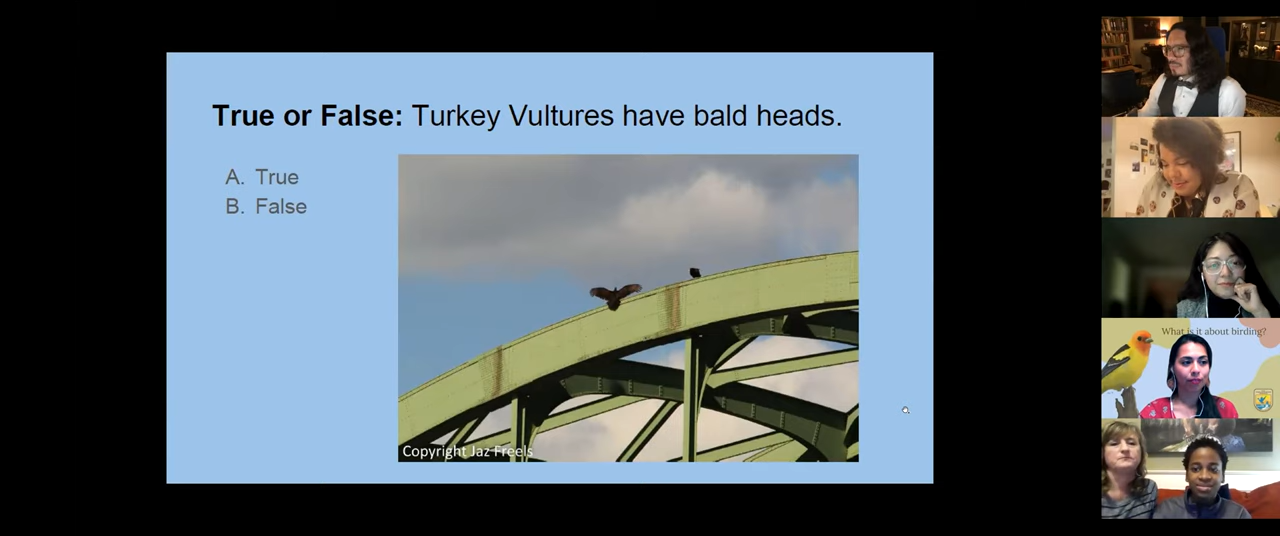 True or False: Turkey Vultures have bald heads.
A. True
B. False
Copyright Jaz Freels
What is it about birding?